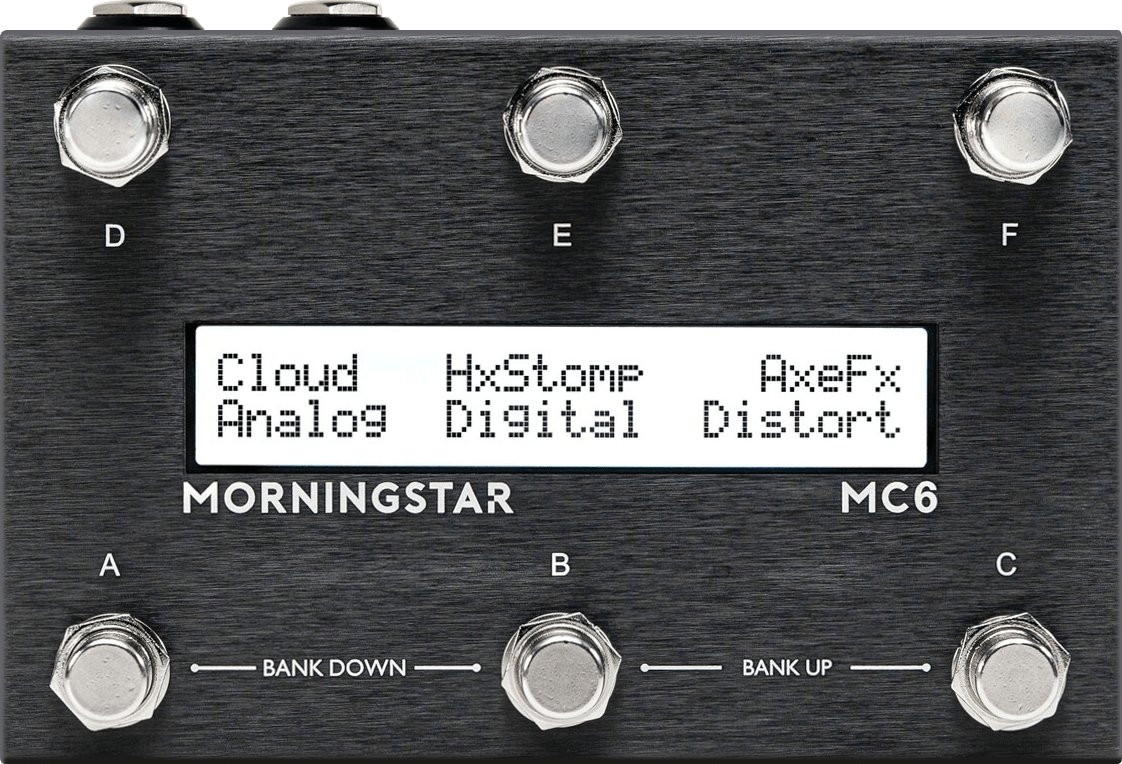 D E F
Cloud HxStomp AxeFx
Analog Digital Distort
MORNINGSTAR MC6
A B C
BANK DOWN BANK UP